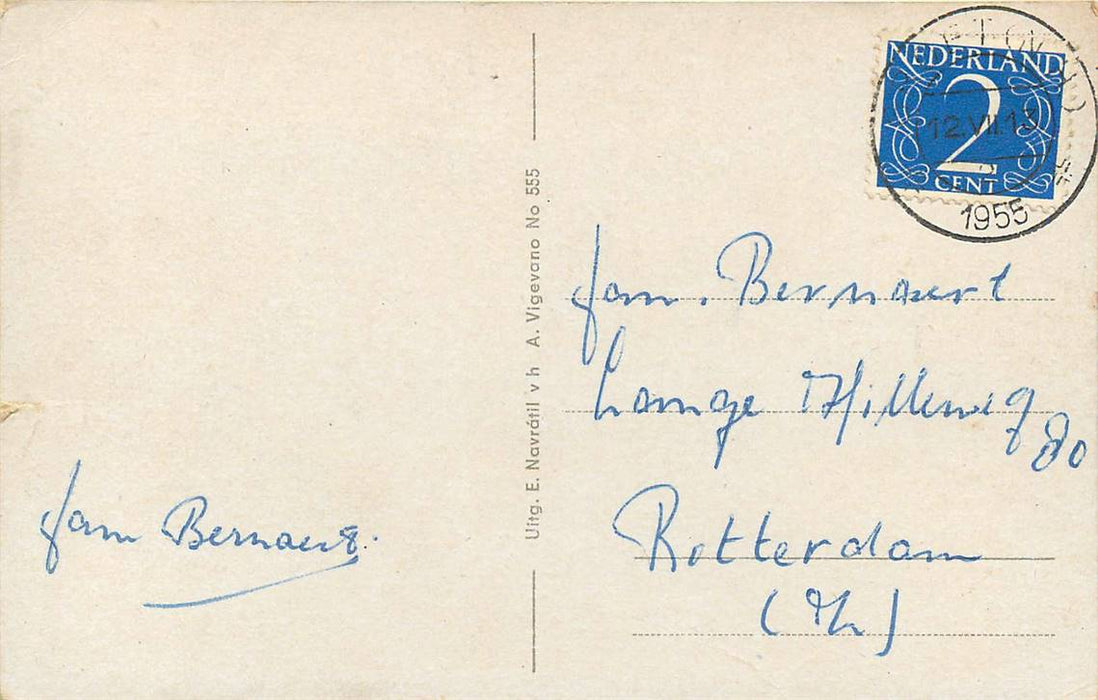 NEDERLAND
2
CENT
12.VII.13
1955
fam. Bernaert
Lange Hilleweg 80
Rotterdam
(Zh)
fam Bernaert.
Uitg. E. Navrátil v h A. Vigevano No 555